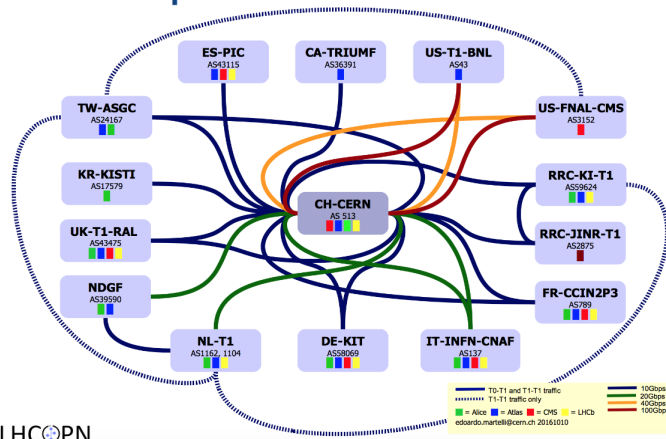 ES-PIC
AS43115
CA-TRIUMF
AS36391
US-T1-BNL
AS43
TW-ASGC
AS24167
US-FNAL-CMS
AS3152
KR-KISTI
AS17579
RRC-KI-T1
AS59624
CH-CERN
AS 513
UK-T1-RAL
AS43475
RRC-JINR-T1
AS2875
NDGF
AS39590
FR-CCIN2P3
AS789
NL-T1
AS1162, 1104
DE-KIT
AS58069
IT-INFN-CNAF
AS137
T0-T1 and T1-T1 traffic
T1-T1 traffic only
= Alice = Atlas = CMS = LHCb
edoardo.martelli@cern.ch 20161010
10Gbps
20Gbps
40Gbps
100Gbps
LHCOPN